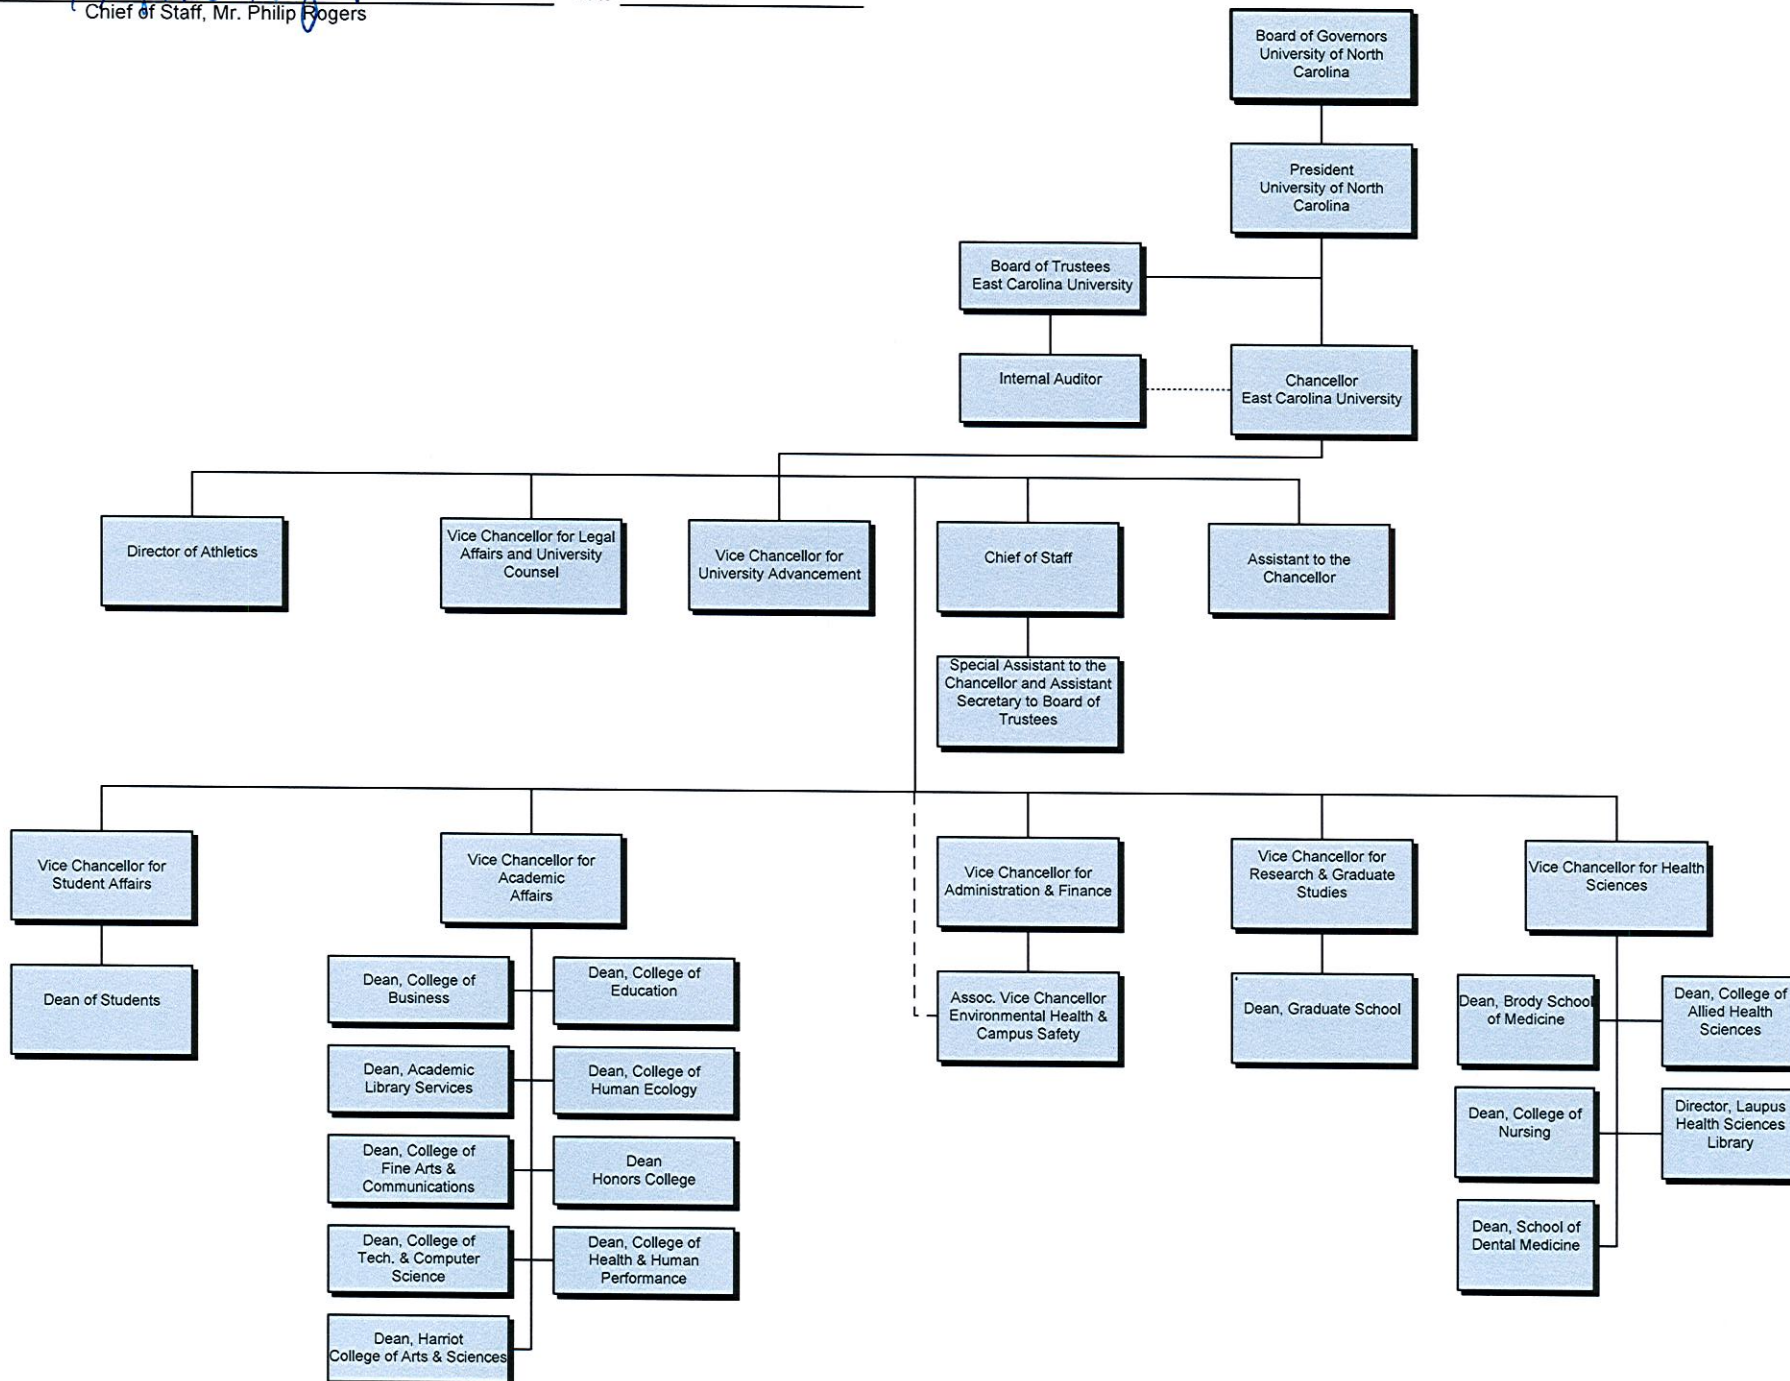 Chief of Staff, Mr. Philip Rogers
Board of Governors
University of North
Carolina
President
University of North
Carolina
Board of Trustees
East Carolina University
Internal Auditor
Chancellor
East Carolina University
Director of Athletics
Vice Chancellor for Legal
Affairs and University
Counsel
Vice Chancellor for
University Advancement
Chief of Staff
Assistant to the
Chancellor
Special Assistant to the
Chancellor and Assistant
Secretary to Board of
Trustees
Vice Chancellor for
Student Affairs
Vice Chancellor for
Academic
Affairs
Vice Chancellor for
Administration & Finance
Vice Chancellor for
Research & Graduate
Studies
Vice Chancellor for Health
Sciences
Dean of Students
Dean, College of
Business
Dean, College of
Education
Dean, Academic
Library Services
Dean, College of
Human Ecology
Dean, College of
Fine Arts &
Communications
Dean
Honors College
Dean, College of
Tech, & Computer
Science
Dean, College of
Health & Human
Performance
Dean, Harriot
College of Arts & Sciences
Assoc. Vice Chancellor
Environmental Health &
Campus Safety
Dean, Graduate School
Dean, Brody School
of Medicine
Dean, College of
Allied Health
Sciences
Dean, College of
Nursing
Director, Laupus
Health Sciences
Library
Dean, School of
Dental Medicine